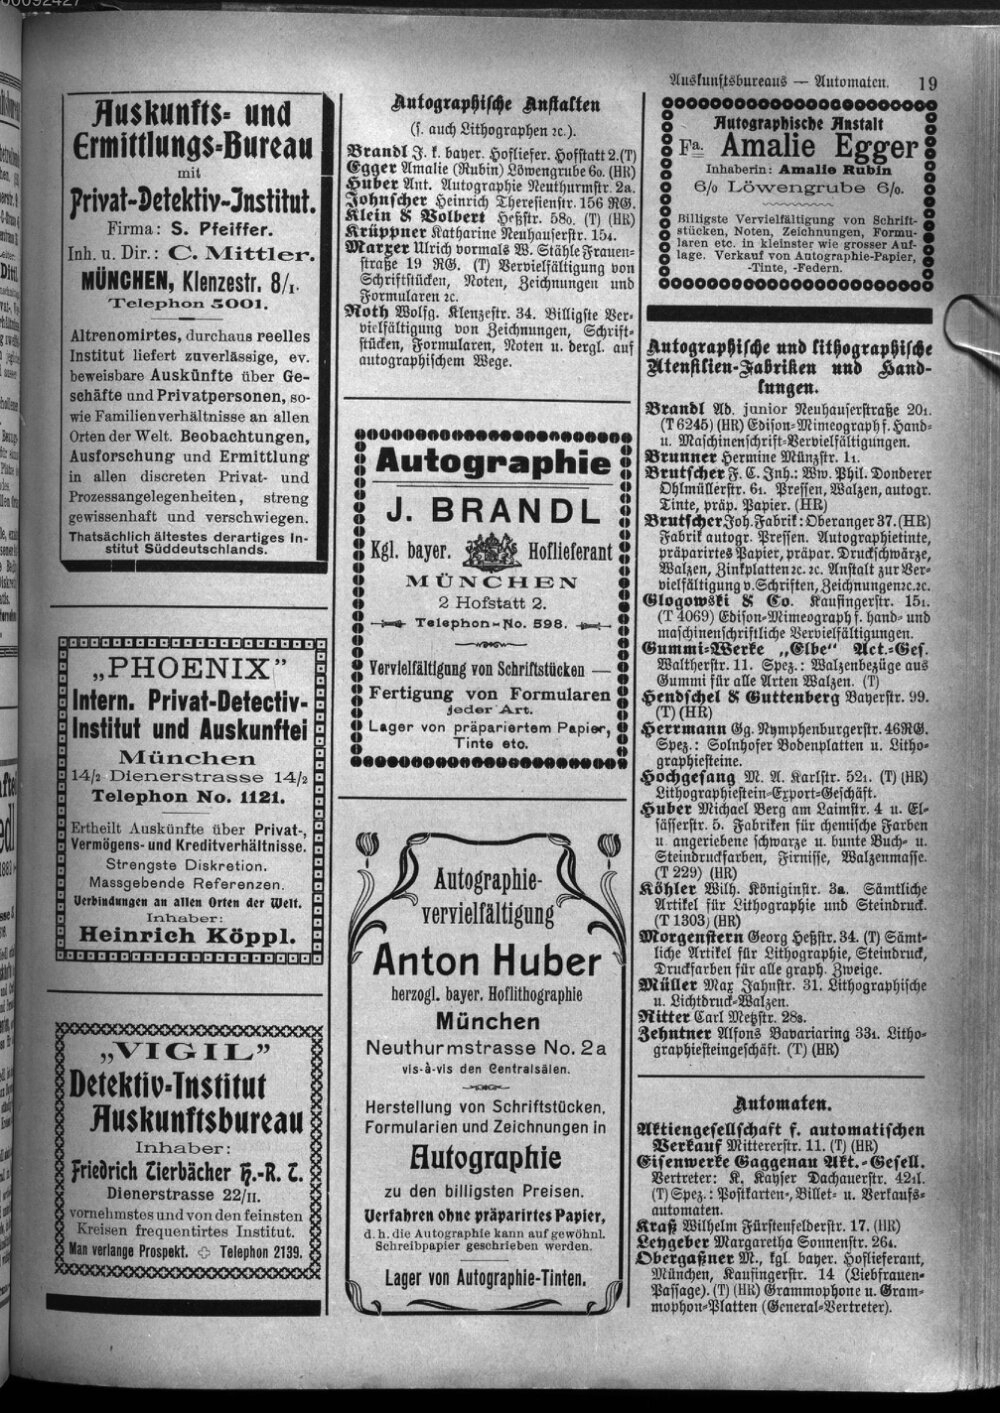 Auskunftsbureaus — Automaten. 19
Auskunfts- und
Ermittlungs-Bureau
mit
Privat-Detektiv-Institut.
Firma: S. Pfeiffer.
Inh. u. Dir.: C. Mittler.
MÜNCHEN, Klenzestr. 8/I.
Telephon 5001.
Altrenomirtes, durchaus reelles
Institut liefert zuverlässige, ev.
beweisbare Auskünfte über Ge-
schäfte und Privatpersonen, so-
wie Familienverhältnisse an allen
Orten der Welt. Beobachtungen,
Ausforschung und Ermittlung
in allen discreten Privat- und
Prozessangelegenheiten, streng
gewissenhaft und verschwiegen.
Thatsächlich ältestes derartiges In-
stitut Süddeutschlands.
„PHOENIX”
Intern. Privat-Detectiv-
Institut und Auskunftei
München
14/2 Dienerstrasse 14/2
Telephon No. 1121.
Ertheilt Auskünfte über Privat-,
Vermögens- und Kreditverhältnisse.
Strengste Diskretion.
Massgebende Referenzen.
Verbindungen an allen Orten der Welt.
Inhaber:
Heinrich Köppl.
„VIGIL”
Detektiv-Institut
Auskunftsbureau
Inhaber:
Friedrich Tierbächer H.-R. T.
Dienerstrasse 22/II.
vornehmstes und von den feinsten
Kreisen frequentirtes Institut.
Man verlange Prospekt. Telephon 2139.
Autographische Anstalten
(s. auch Lithographen ꝛc.).
Brandl J. k. bayer. Hofliefer. Hofstatt 2. (T)
Egger Amalie (Rubin) Löwengrube 6o. (HR)
Huber Ant. Autographie Neuthurmstr. 2a.
Johnscher Heinrich Theresienstr. 156 RG.
Klein & Volbert Heßstr. 58o. (T) (HR)
Krüppner Katharine Neuhauserstr. 154.
Marxer Ulrich vormals W. Stähle Frauen-
straße 19 RG. (T) Vervielfältigung von
Schriftstücken, Noten, Zeichnungen und
Formularen ꝛc.
Roth Wolfg. Klenzestr. 34. Billigste Ver-
vielfältigung von Zeichnungen, Schrift-
stücken, Formularen, Noten u. dergl. auf
autographischem Wege.
Autographie
J. BRANDL
Kgl. bayer. Hoflieferant
MÜNCHEN
2 Hofstatt 2.
Telephon-No. 598.
Vervielfältigung von Schriftstücken —
Fertigung von Formularen
jeder Art.
Lager von präpariertem Papier,
Tinte etc.
Autographie-
vervielfältigung
Anton Huber
herzogl. bayer. Hoflithographie
München
Neuthurmstrasse No. 2a
vis-à-vis den Centralsälen.
Herstellung von Schriftstücken,
Formularien und Zeichnungen in
Autographie
zu den billigsten Preisen.
Verfahren ohne präparirtes Papier,
d. h. die Autographie kann auf gewöhnl.
Schreibpapier geschrieben werden.
Lager von Autographie-Tinten.
Autographische Anstalt
Fa. Amalie Egger
Inhaberin: Amalie Rubin
6/o Löwengrube 6/o.
Billigste Vervielfältigung von Schrift-
stücken, Noten, Zeichnungen, Formu-
laren etc. in kleinster wie grosser Auf-
lage. Verkauf von Autographie-Papier,
-Tinte, -Federn.
Autographische und lithographische
Utensilien-Fabriken und Hand-
lungen.
Brandl Ad. junior Neuhauserstraße 201.
(T 6245) (HR) Edison-Mimeograph f. Hand-
u. Maschinenschrift-Vervielfältigungen.
Brunner Hermine Münzstr. 11.
Brutscher F. C. Inh.: Ww. Phil. Donderer
Ohlmüllerstr. 61. Pressen, Walzen, autogr.
Tinte, präp. Papier. (HR)
Brutscher Joh. Fabrik: Oberanger 37. (HR)
Fabrik autogr. Pressen. Autographietinte,
präparirtes Papier, präpar. Druckschwärze,
Walzen, Zinkplatten ꝛc. ꝛc. Anstalt zur Ver-
vielfältigung v. Schriften, Zeichnungen ꝛc. ꝛc.
Glogowski & Co. Kaufingerstr. 151.
(T 4069) Edison-Mimeograph f. hand- und
maschinenschriftliche Vervielfältigungen.
Gummi-Werke „Elbe“ Act.-Ges.
Waltherstr. 11. Spez.: Walzenbezüge aus
Gummi für alle Arten Walzen. (T)
Hendschel & Guttenberg Bayerstr. 99.
(T) (HR)
Herrmann Gg. Nymphenburgerstr. 46 RG.
Spez.: Solnhofer Bodenplatten u. Litho-
graphiesteine.
Hochgesang M. A. Karlstr. 521. (T) (HR)
Lithographiestein-Export-Geschäft.
Huber Michael Berg am Laimstr. 4 u. El-
sässerstr. 5. Fabriken für chemische Farben
u. angeriebene schwarze u. bunte Buch- u.
Steindruckfarben, Firnisse, Walzenmasse.
(T 229) (HR)
Köhler Wilh. Königinstr. 3a. Sämtliche
Artikel für Lithographie und Steindruck.
(T 1303) (HR)
Morgenstern Georg Heßstr. 34. (T) Sämt-
liche Artikel für Lithographie, Steindruck,
Druckfarben für alle graph. Zweige.
Müller Max Jahnstr. 31. Lithographische
u. Lichtdruck-Walzen.
Ritter Carl Metzstr. 283.
Zehntner Alfons Bavariaring 331. Litho-
graphiesteingeschäft. (T) (HR)
Automaten.
Aktiengesellschaft f. automatischen
Verkauf Mittererstr. 11. (T) (HR)
Eisenwerke Gaggenau Akt.-Gesell.
Vertreter: K. Kayser Dachauerstr. 421l.
(T) Spez.: Postkarten-, Billet- u. Verkaufs-
automaten.
Kraß Wilhelm Fürstenfelderstr. 17. (HR)
Leygeber Margaretha Sonnenstr. 264.
Obergaßner M., kgl. bayer. Hoflieferant,
München, Kaufingerstr. 14 (Liebfrauen-
Passage). (T) (HR) Grammophone u. Gram-
mophon-Platten (General-Vertreter).